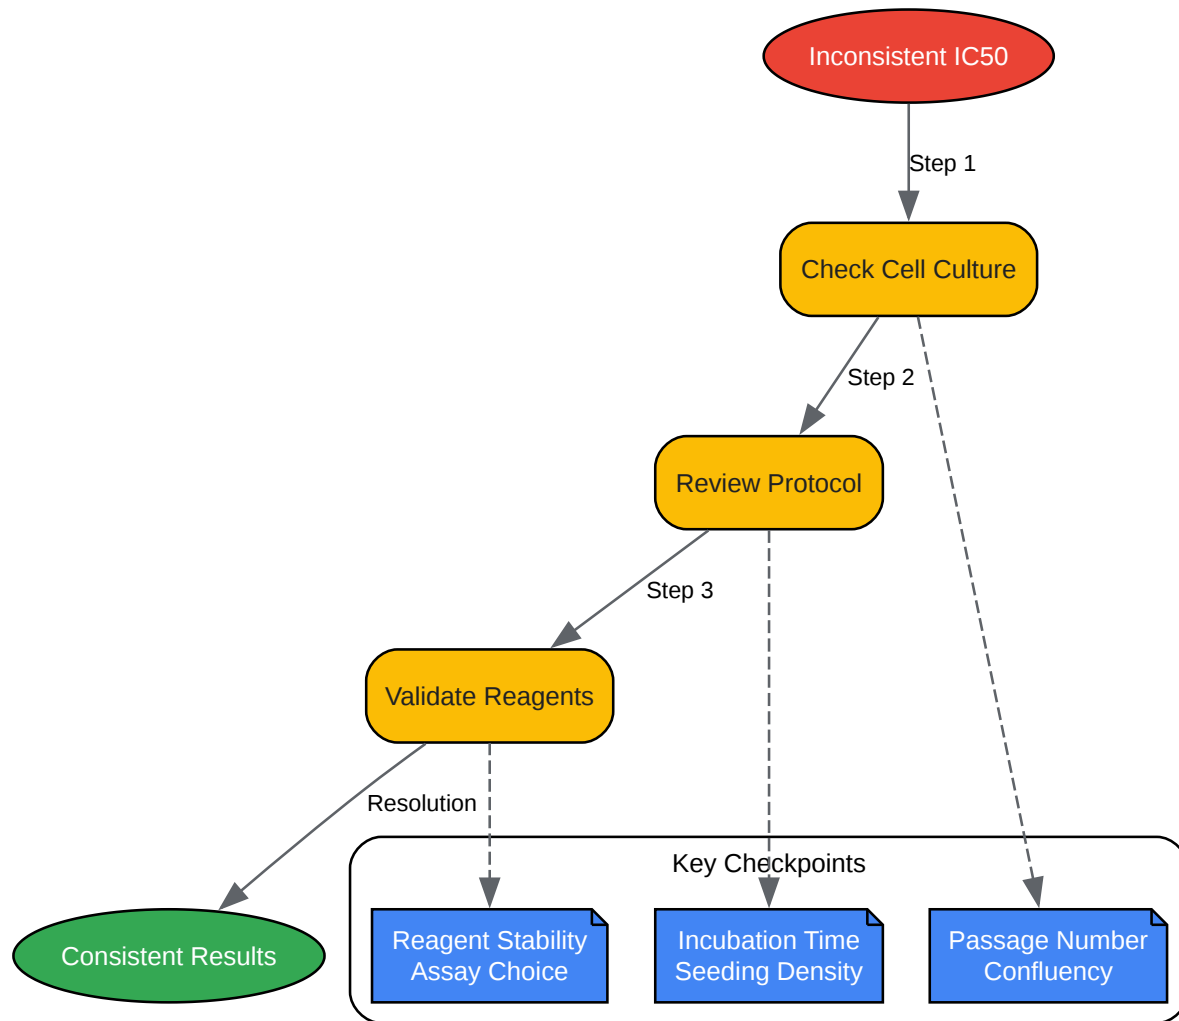 Inconsistent IC50
Step 1
Check Cell Culture
Step 2
Review Protocol
Step 3
Validate Reagents
Resolution
Key Checkpoints
Consistent Results
Reagent Stability
Assay Choice
Incubation Time
Seeding Density
Passage Number
Confluency